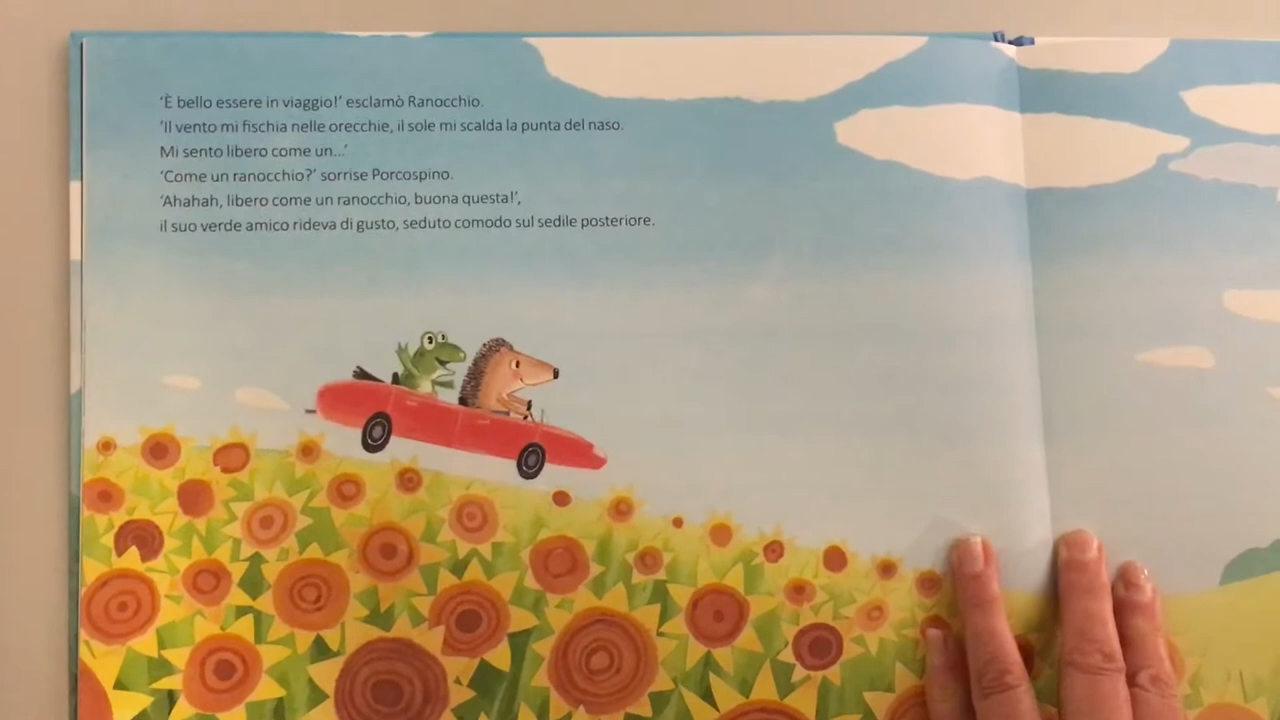 ‘È bello essere in viaggio!’ esclamò Ranocchio.
‘Il vento mi fischia nelle orecchie, il sole mi scalda la punta del naso.
Mi sento libero come un...’
‘Come un ranocchio?’ sorrise Porcospino.
‘Ahahah, libero come un ranocchio, buona questa!’,
il suo verde amico rideva di gusto, seduto comodo sul sedile posteriore.